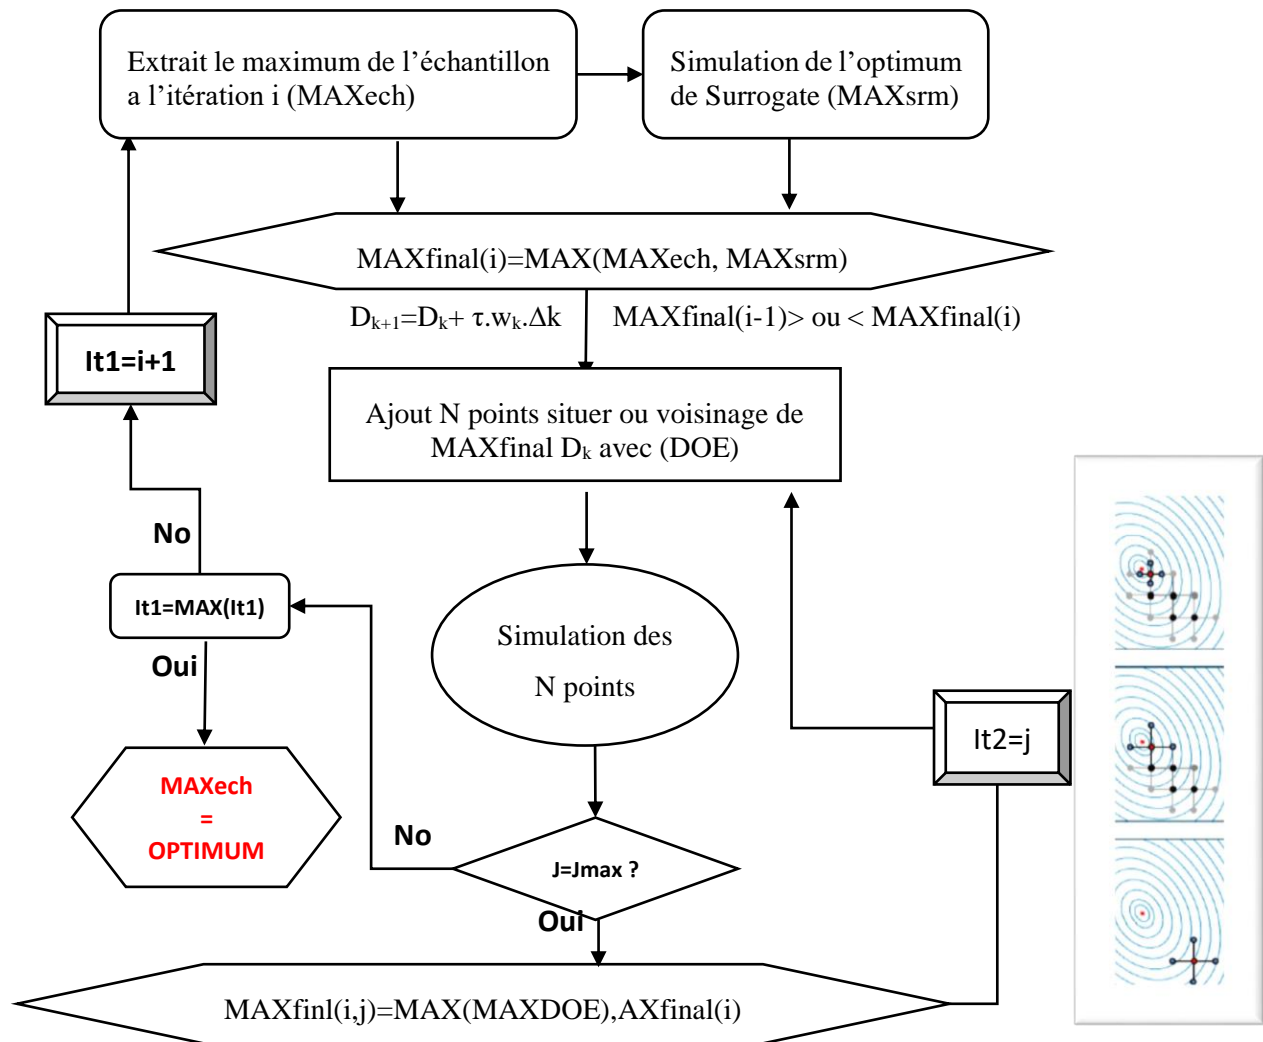 Extrait le maximum de l’échantillon
a l’itération i (MAXech)
Simulation de l’optimum
de Surrogate (MAXsrm)
MAXfinal(i)=MAX(MAXech, MAXsrm)
Dₖ₊₁=Dₖ+ τ.wₖ.Δk
MAXfinal(i-1)> ou < MAXfinal(i)
It1=i+1
Ajout N points situer ou voisinage de
MAXfinal Dₖ avec (DOE)
No
It1=MAX(It1)
Oui
Simulation des
N points
It2=j
MAXech
=
OPTIMUM
No
J=Jmax ?
Oui
MAXfinl(i,j)=MAX(MAXDOE),AXfinal(i)